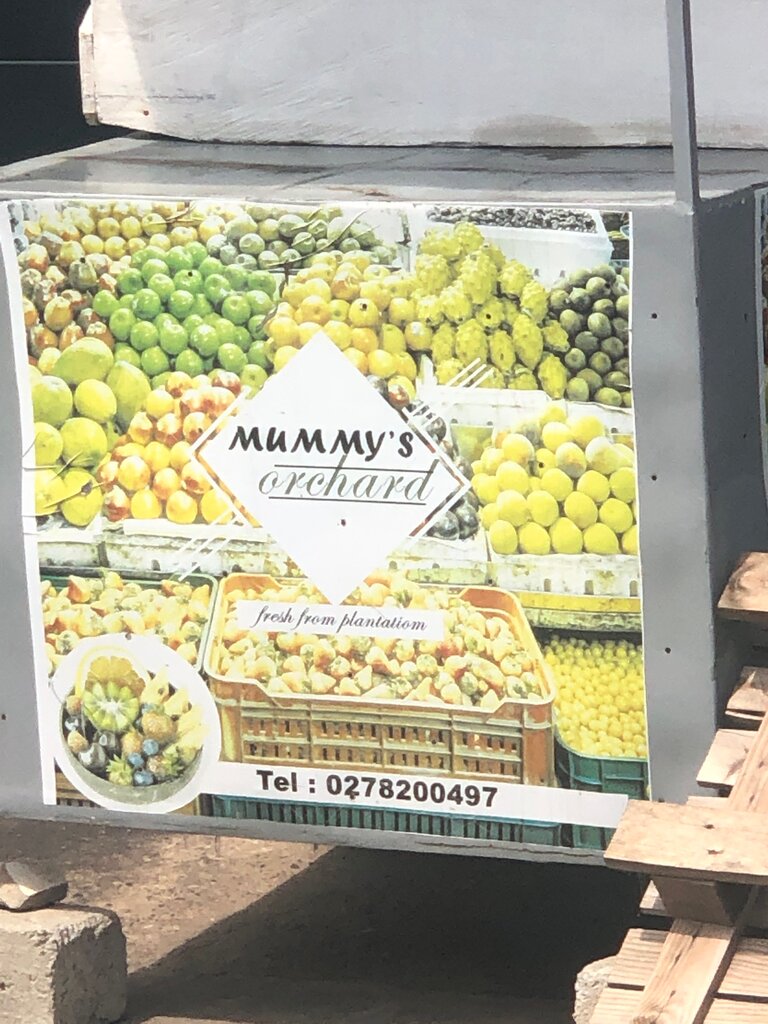 MUMMY's
orchard
fresh from plantatiom
Tel : 0278200497